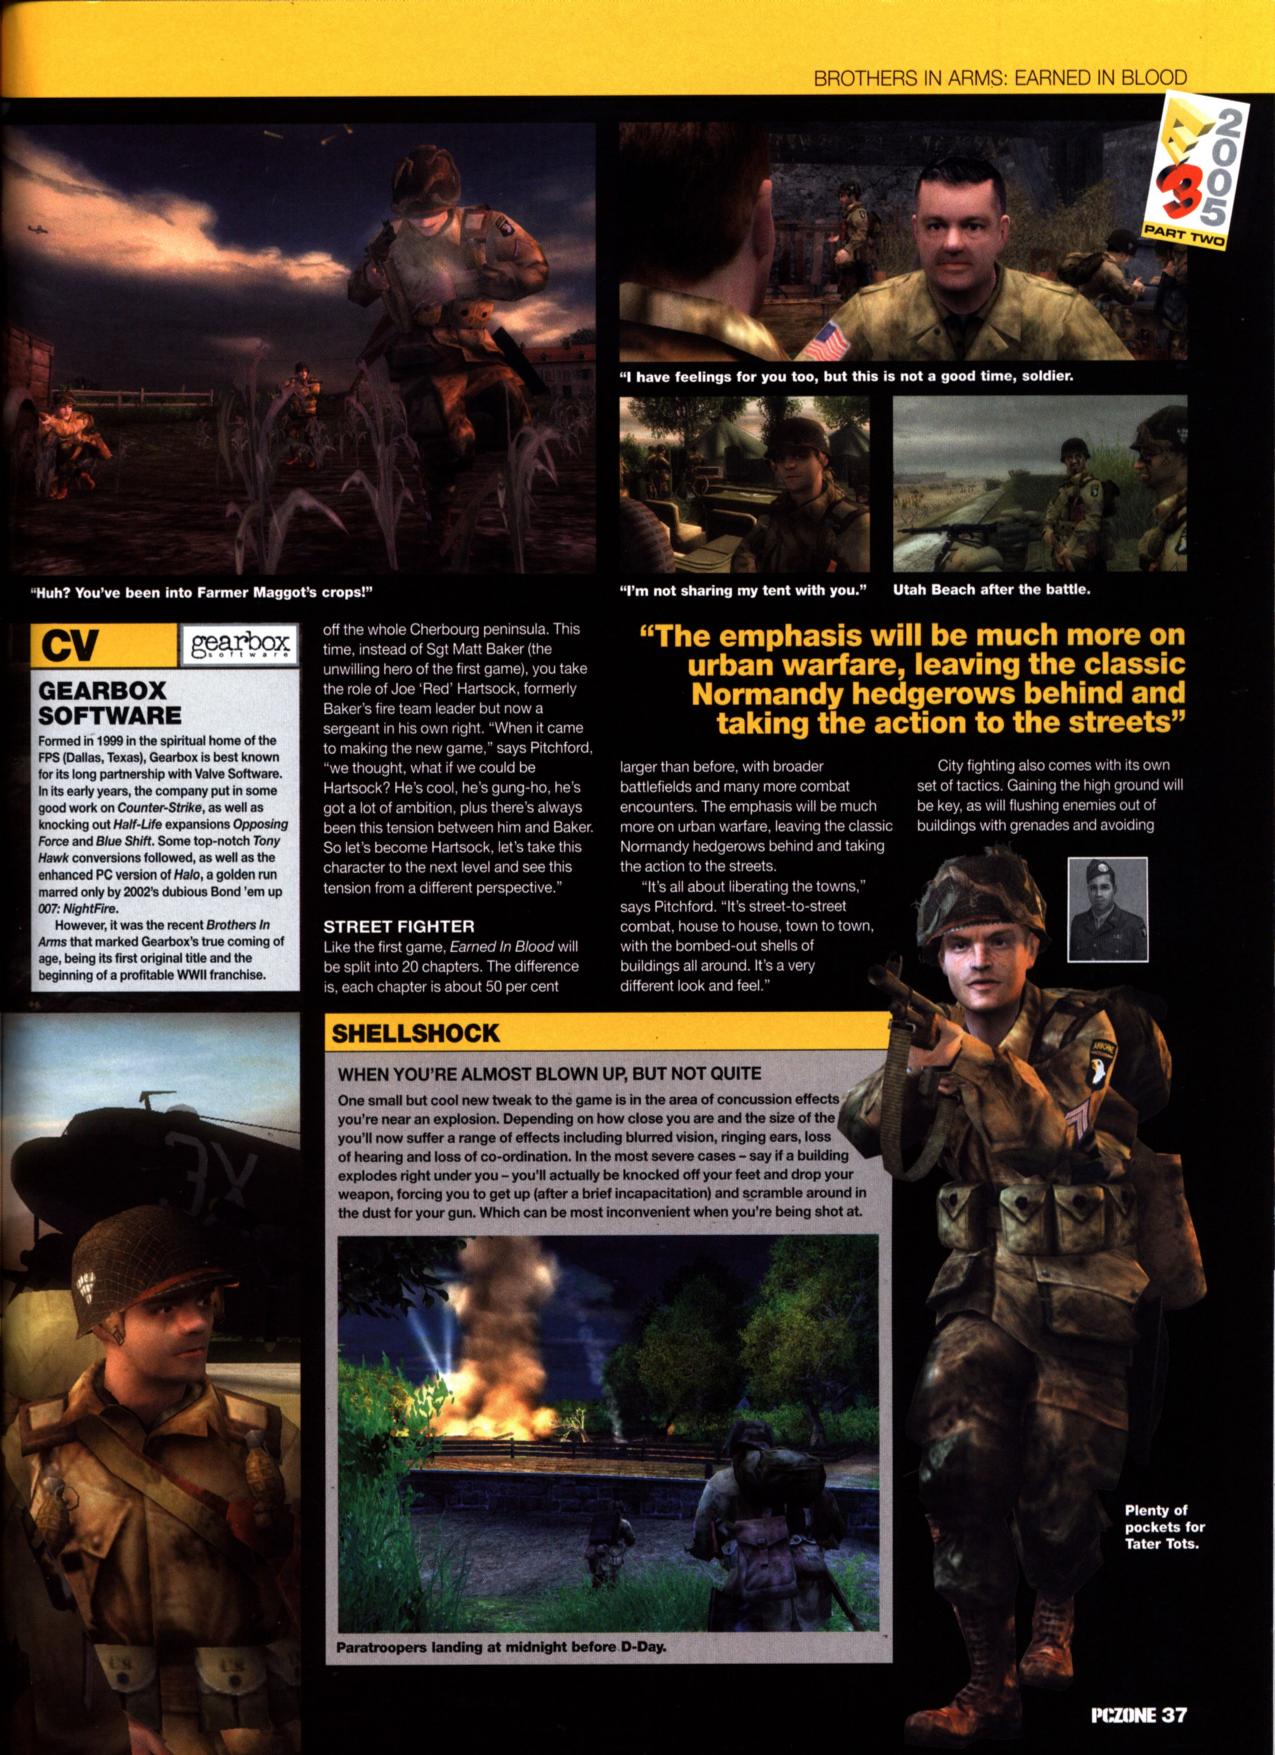 BROTHERS IN ARMS: EARNED IN BLOOD
E3
2005
PART TWO
"Huh? You've been into Farmer Maggot's crops!"
"I have feelings for you too, but this is not a good time, soldier.
"I'm not sharing my tent with you."
Utah Beach after the battle.
CV
gearbox
software
GEARBOX
SOFTWARE
Formed in 1999 in the spiritual home of the
FPS (Dallas, Texas), Gearbox is best known
for its long partnership with Valve Software.
In its early years, the company put in some
good work on Counter-Strike, as well as
knocking out Half-Life expansions Opposing
Force and Blue Shift. Some top-notch Tony
Hawk conversions followed, as well as the
enhanced PC version of Halo, a golden run
marred only by 2002's dubious Bond 'em up
007: NightFire.
However, it was the recent Brothers In
Arms that marked Gearbox's true coming of
age, being its first original title and the
beginning of a profitable WWII franchise.
off the whole Cherbourg peninsula. This
time, instead of Sgt Matt Baker (the
unwilling hero of the first game), you take
the role of Joe 'Red' Hartsock, formerly
Baker's fire team leader but now a
sergeant in his own right. "When it came
to making the new game," says Pitchford,
"we thought, what if we could be
Hartsock? He's cool, he's gung-ho, he's
got a lot of ambition, plus there's always
been this tension between him and Baker.
So let's become Hartsock, let's take this
character to the next level and see this
tension from a different perspective."
STREET FIGHTER
Like the first game, Earned In Blood will
be split into 20 chapters. The difference
is, each chapter is about 50 per cent
"The emphasis will be much more on
urban warfare, leaving the classic
Normandy hedgerows behind and
taking the action to the streets"
larger than before, with broader
battlefields and many more combat
encounters. The emphasis will be much
more on urban warfare, leaving the classic
Normandy hedgerows behind and taking
the action to the streets.
"It's all about liberating the towns,"
says Pitchford. "It's street-to-street
combat, house to house, town to town,
with the bombed-out shells of
buildings all around. It's a very
different look and feel."
City fighting also comes with its own
set of tactics. Gaining the high ground will
be key, as will flushing enemies out of
buildings with grenades and avoiding
SHELLSHOCK
WHEN YOU'RE ALMOST BLOWN UP, BUT NOT QUITE
One small but cool new tweak to the game is in the area of concussion effects
you're near an explosion. Depending on how close you are and the size of the
you'll now suffer a range of effects including blurred vision, ringing ears, loss
of hearing and loss of co-ordination. In the most severe cases – say if a building
explodes right under you – you'll actually be knocked off your feet and drop your
weapon, forcing you to get up (after a brief incapacitation) and scramble around in
the dust for your gun. Which can be most inconvenient when you're being shot at.
Paratroopers landing at midnight before D-Day.
AIRBORNE
Plenty of
pockets for
Tater Tots.
U.S
U.S
PCZONE 37